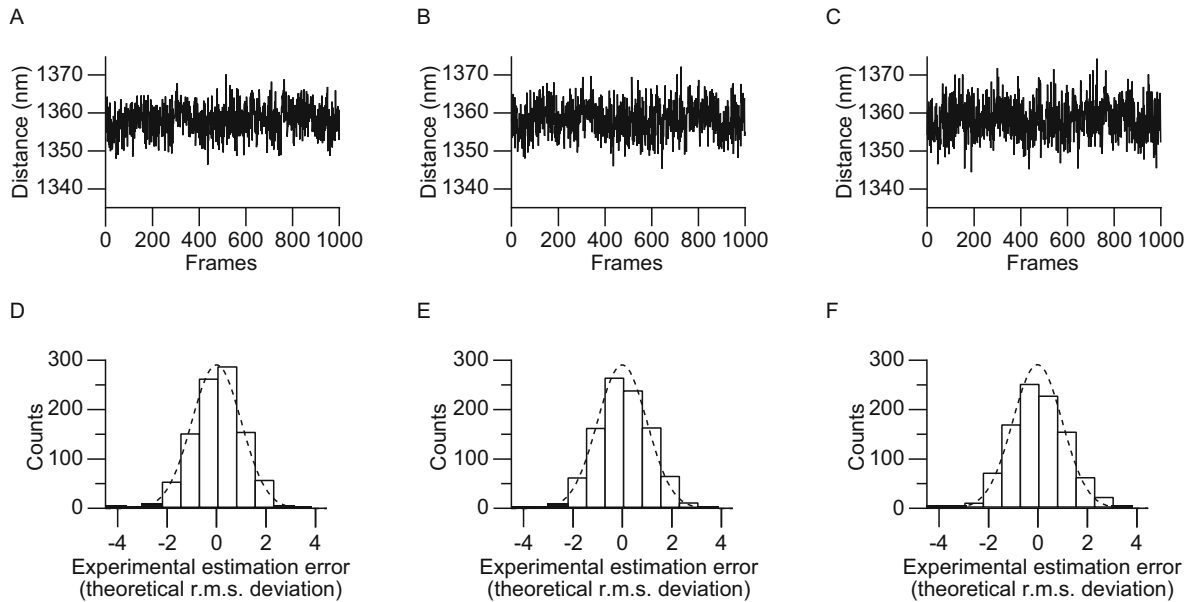 A
B
C
Distance (nm)
1370
1360
1350
1340
0 200 400 600 800 1000
Frames
Distance (nm)
1370
1360
1350
1340
0 200 400 600 800 1000
Frames
Distance (nm)
1370
1360
1350
1340
0 200 400 600 800 1000
Frames
D
E
F
Counts
300
200
100
0
-4 -2 0 2 4
Experimental estimation error
(theoretical r.m.s. deviation)
Counts
300
200
100
0
-4 -2 0 2 4
Experimental estimation error
(theoretical r.m.s. deviation)
Counts
300
200
100
0
-4 -2 0 2 4
Experimental estimation error
(theoretical r.m.s. deviation)